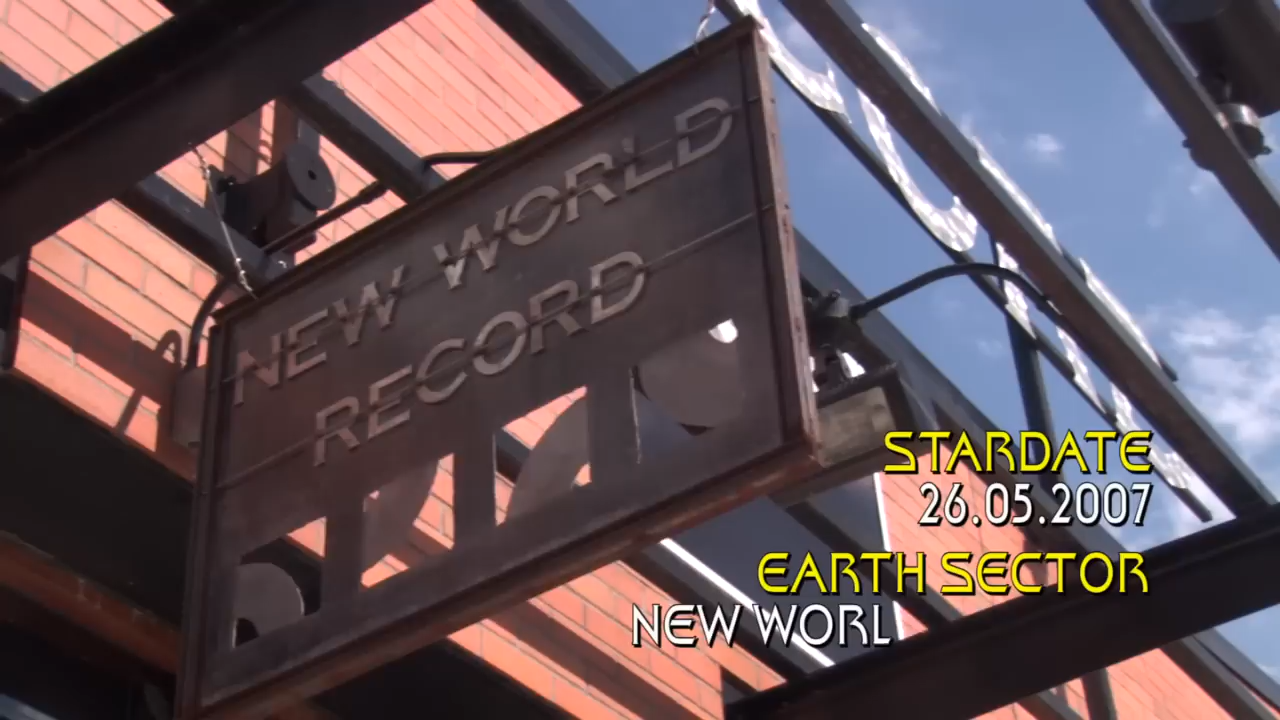 NEW WORLD
RECORD
STARDATE
26.05.2007
EARTH SECTOR
NEW WORL